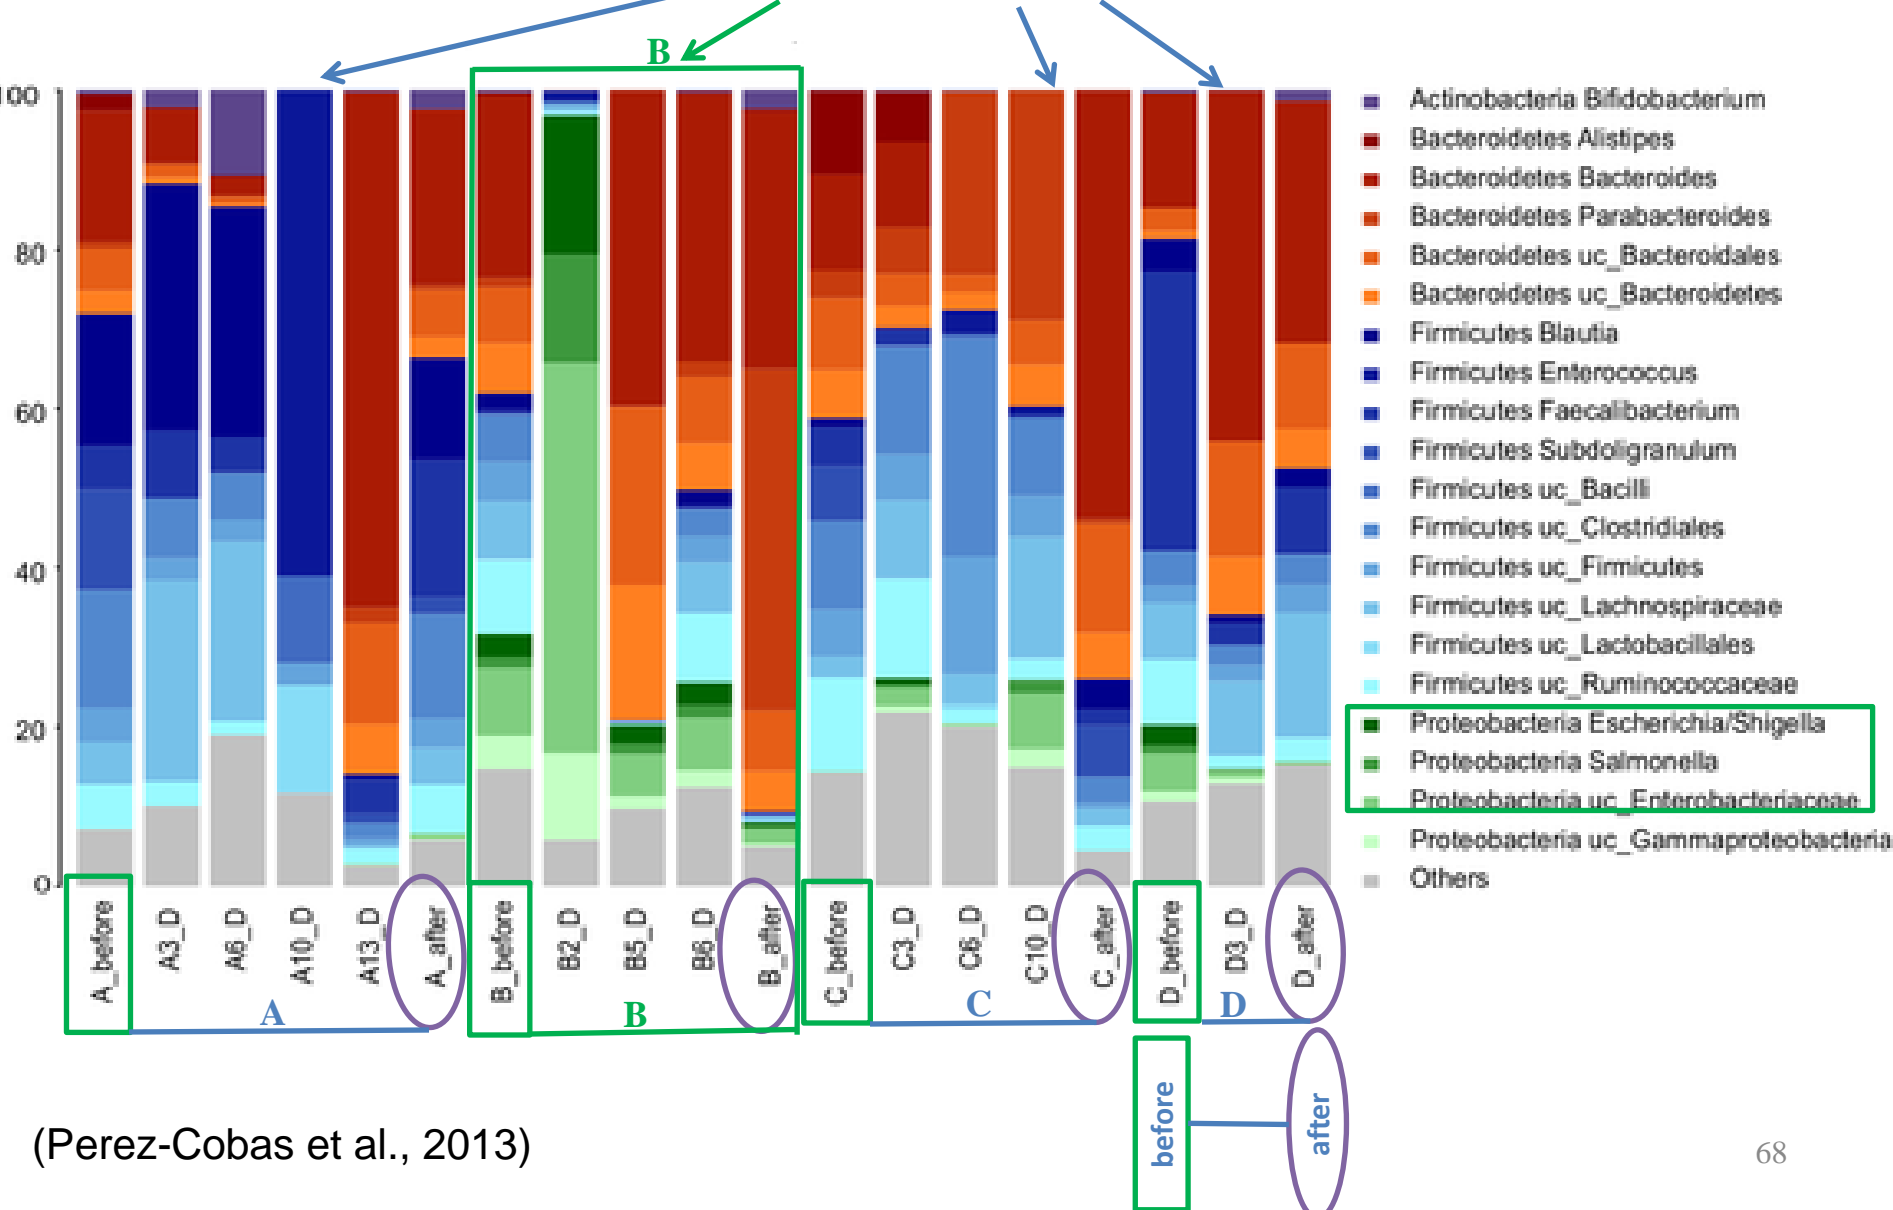 B
100
80
60
40
20
0
Actinobacteria Bifidobacterium
Bacteroidetes Alistipes
Bacteroidetes Bacteroides
Bacteroidetes Parabacteroides
Bacteroidetes uc_Bacteroidales
Bacteroidetes uc_Bacteroidetes
Firmicutes Blautia
Firmicutes Enterococcus
Firmicutes Faecalibacterium
Firmicutes Subdoligranulum
Firmicutes uc_Bacilli
Firmicutes uc_Clostridiales
Firmicutes uc_Firmicutes
Firmicutes uc_Lachnospiraceae
Firmicutes uc_Lactobacillales
Firmicutes uc_Ruminococcaceae
Proteobacteria Escherichia/Shigella
Proteobacteria Salmonella
Proteobacteria uc_Enterobacteriaceae
Proteobacteria uc_Gammaproteobacteria
Others
A_before
A3_D
A6_D
A10_D
A13_D
A_after
B_before
B2_D
B5_D
B6_D
B_after
C_before
C3_D
C6_D
C10_D
C_after
D_before
D3_D
D_after
A
B
C
D
before
after
(Perez-Cobas et al., 2013)
68